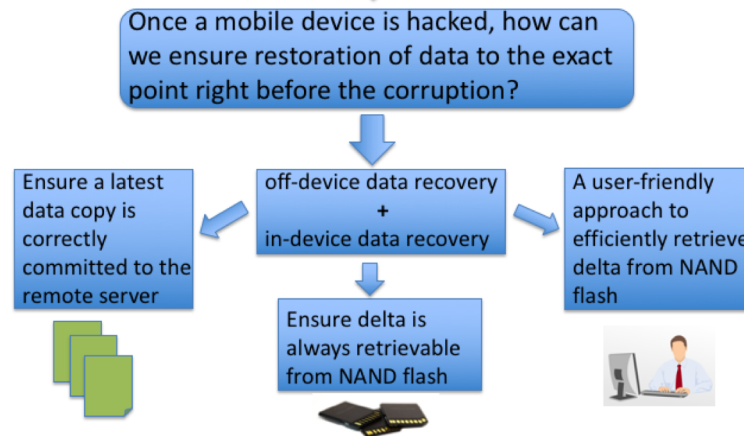 Once a mobile device is hacked, how can
we ensure restoration of data to the exact
point right before the corruption?
Ensure a latest
data copy is
correctly
committed to the
remote server
off-device data recovery
+
in-device data recovery
A user-friendly
approach to
efficiently retrieve
delta from NAND
flash
Ensure delta is
always retrievable
from NAND flash